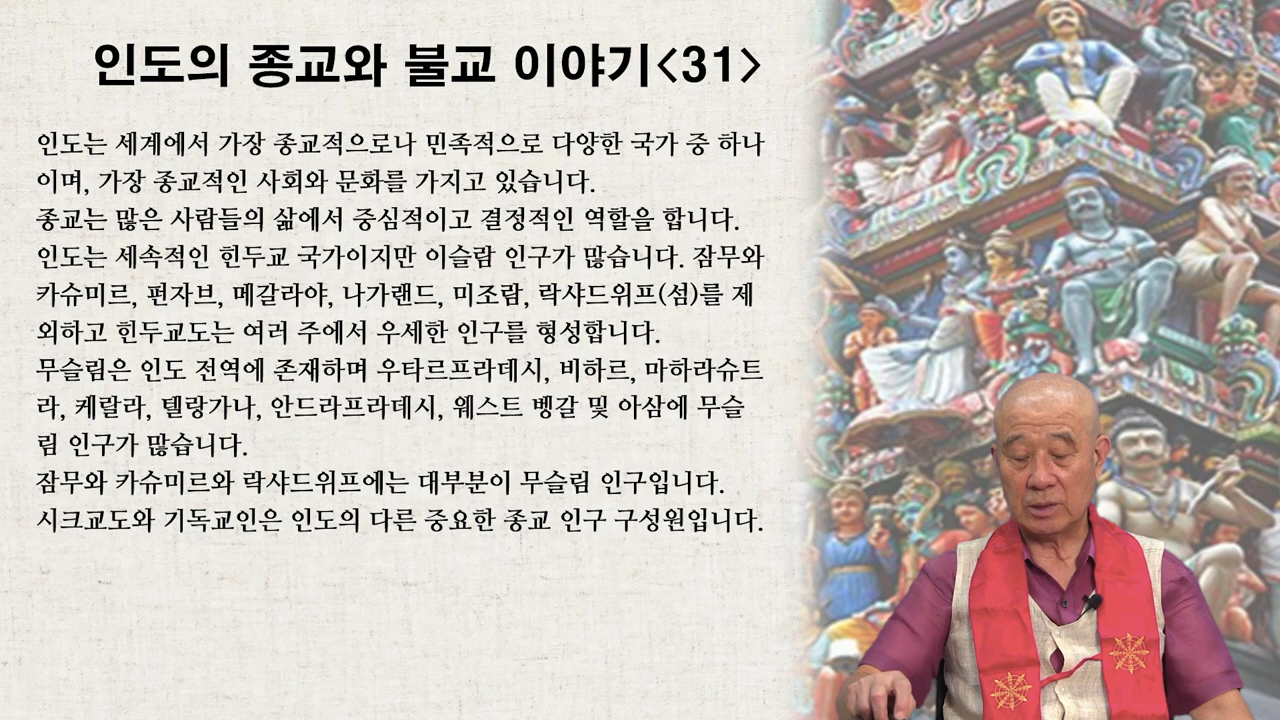 인도의 종교와 불교 이야기<31>
인도는 세계에서 가장 종교적으로나 민족적으로 다양한 국가 중 하나
이며, 가장 종교적인 사회와 문화를 가지고 있습니다.
종교는 많은 사람들의 삶에서 중심적이고 결정적인 역할을 합니다.
인도는 세속적인 힌두교 국가이지만 이슬람 인구가 많습니다. 잠무와
카슈미르, 펀자브, 메갈라야, 나가랜드, 미조람, 락샤드위프(섬)를 제
외하고 힌두교도는 여러 주에서 우세한 인구를 형성합니다.
무슬림은 인도 전역에 존재하며 우타르프라데시, 비하르, 마하라슈트
라, 케랄라, 텔랑가나, 안드라프라데시, 웨스트 벵갈 및 아삼에 무슬
림 인구가 많습니다.
잠무와 카슈미르와 락샤드위프에는 대부분이 무슬림 인구입니다.
시크교도와 기독교인은 인도의 다른 중요한 종교 인구 구성원입니다.